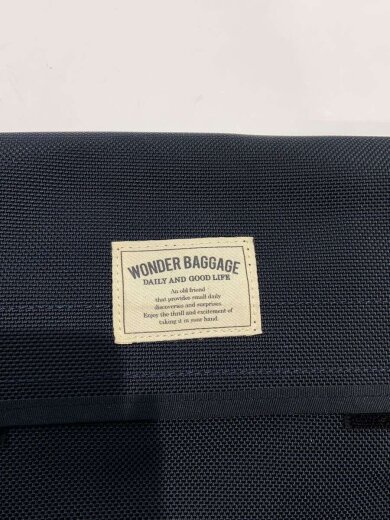 WONDER BAGGAGE
DAILY AND GOOD LIFE
An old friend
that provides small daily
discoveries and surprises.
Enjoy the thrill and excitement of
taking it in your hand.